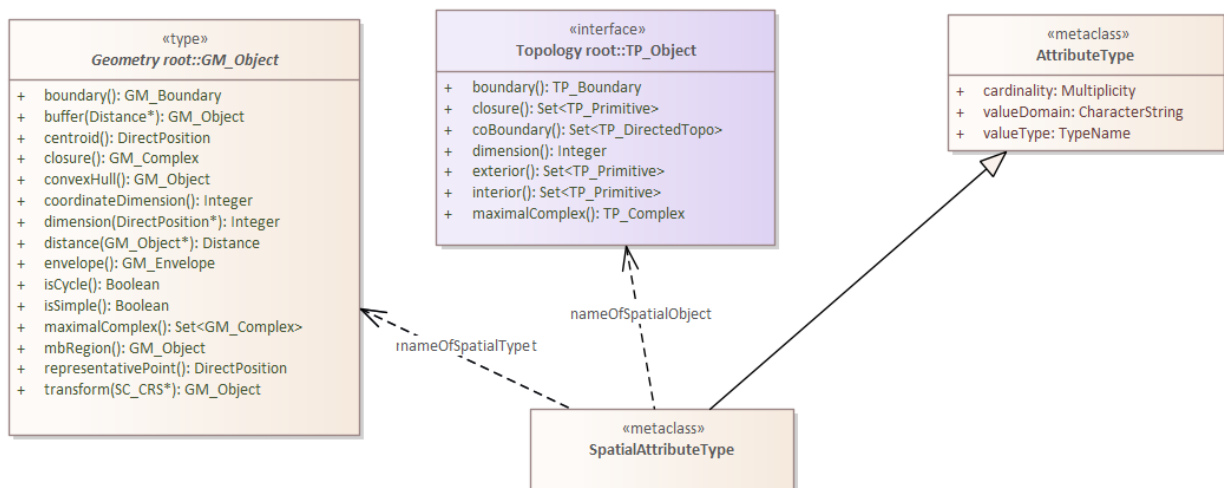 «type»
Geometry root::GM_Object
+ boundary(): GM_Boundary
+ buffer(Distance*): GM_Object
+ centroid(): DirectPosition
+ closure(): GM_Complex
+ convexHull(): GM_Object
+ coordinateDimension(): Integer
+ dimension(DirectPosition*): Integer
+ distance(GM_Object*): Distance
+ envelope(): GM_Envelope
+ isCycle(): Boolean
+ isSimple(): Boolean
+ maximalComplex(): Set<GM_Complex>
+ mbRegion(): GM_Object
+ representativePoint(): DirectPosition
+ transform(SC_CRS*): GM_Object
«interface»
Topology root::TP_Object
+ boundary(): TP_Boundary
+ closure(): Set<TP_Primitive>
+ coBoundary(): Set<TP_DirectedTopo>
+ dimension(): Integer
+ exterior(): Set<TP_Primitive>
+ interior(): Set<TP_Primitive>
+ maximalComplex(): TP_Complex
«metaclass»
AttributeType
+ cardinality: Multiplicity
+ valueDomain: CharacterString
+ valueType: TypeName
nameOfSpatialObject
nameOfSpatialTypet
«metaclass»
SpatialAttributeType